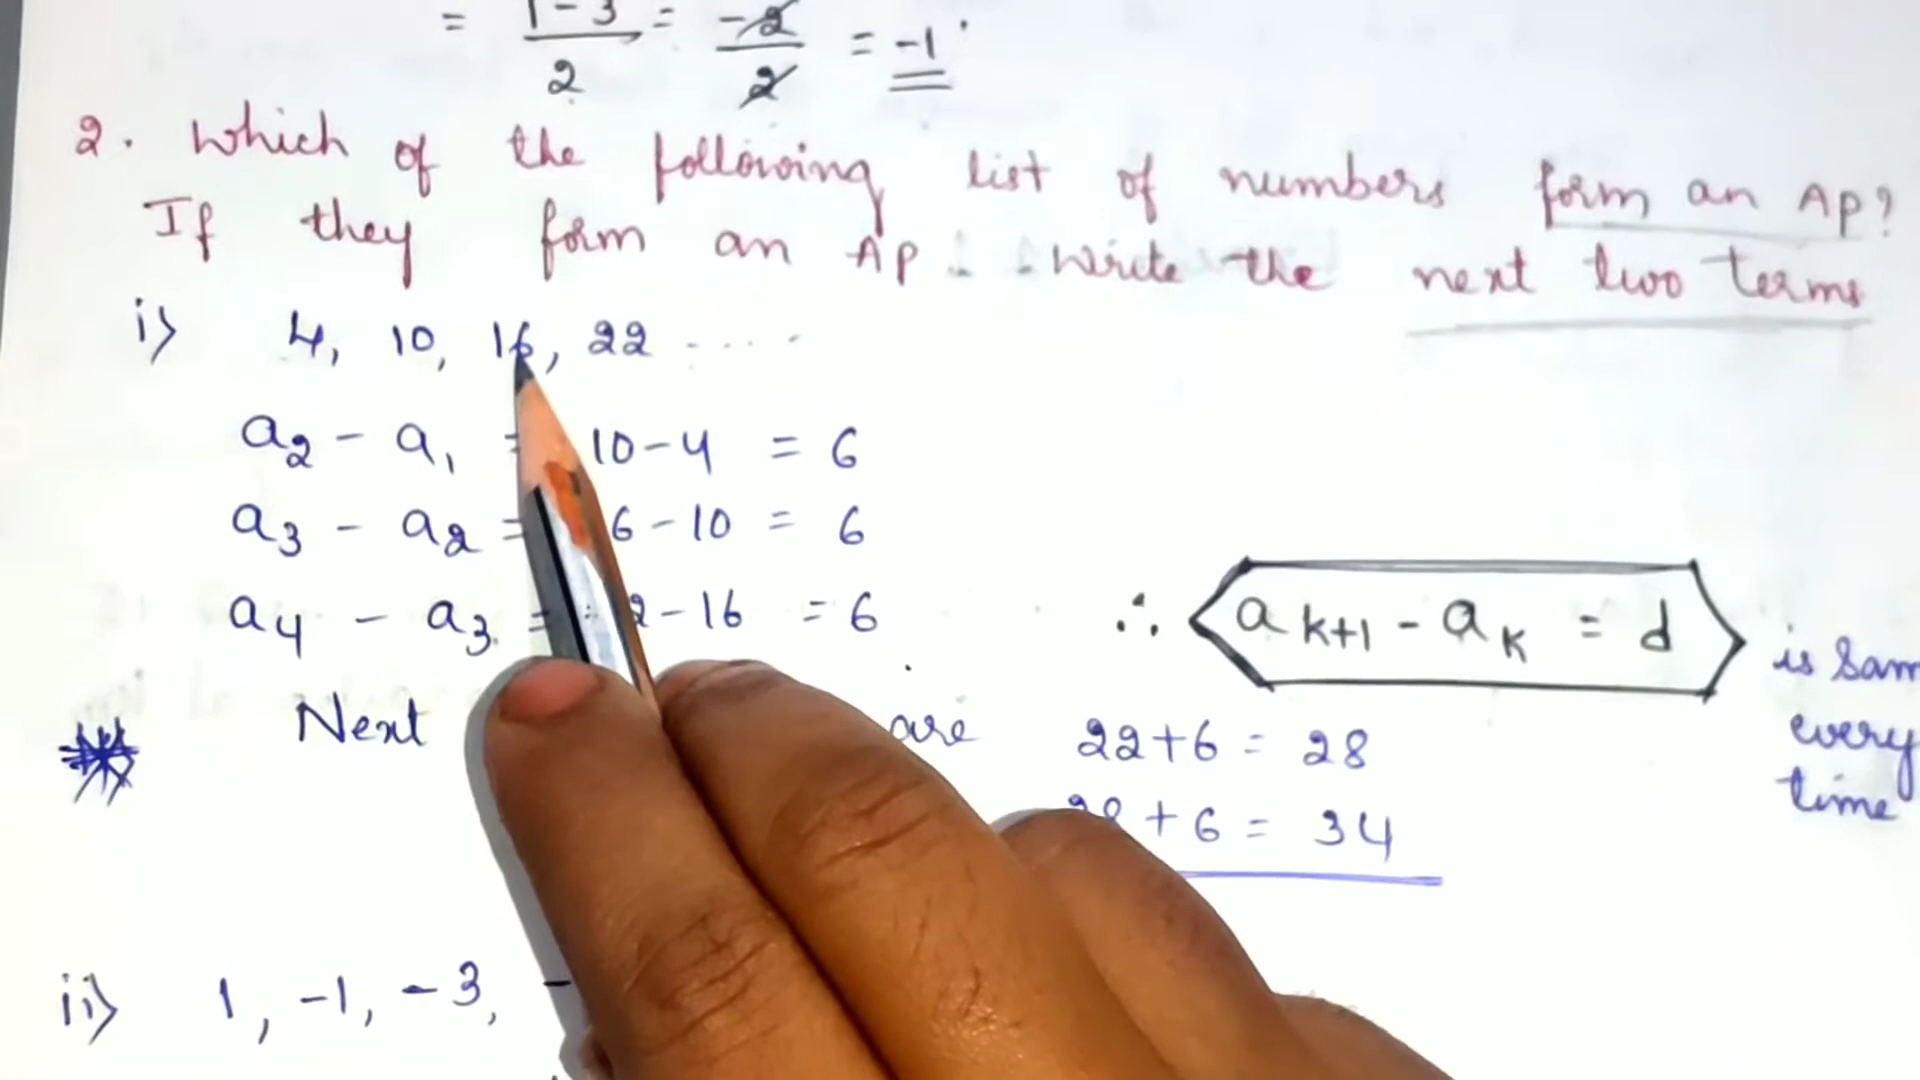 = 1-3/2 = -2/2 = -1
2. Which of the following list of numbers form an AP?
If they form an AP.. write the next two terms
i) 4, 10, 16, 22 .....
a2 - a1 = 10-4 = 6
a3 - a2 = 6-10 = 6
a4 - a3 = 2-16 = 6
∴ ak+1 - ak = d is Sam
every
time
Next are 22+6 = 28
28 + 6 = 34
ii) 1, -1, -3, -